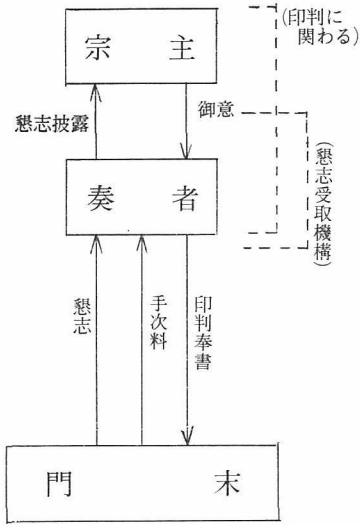 宗主
(印判に
関わる)
懇志披露
御意
奏者
(懇志受取機構)
懇志
手次料
印判奉書
門末